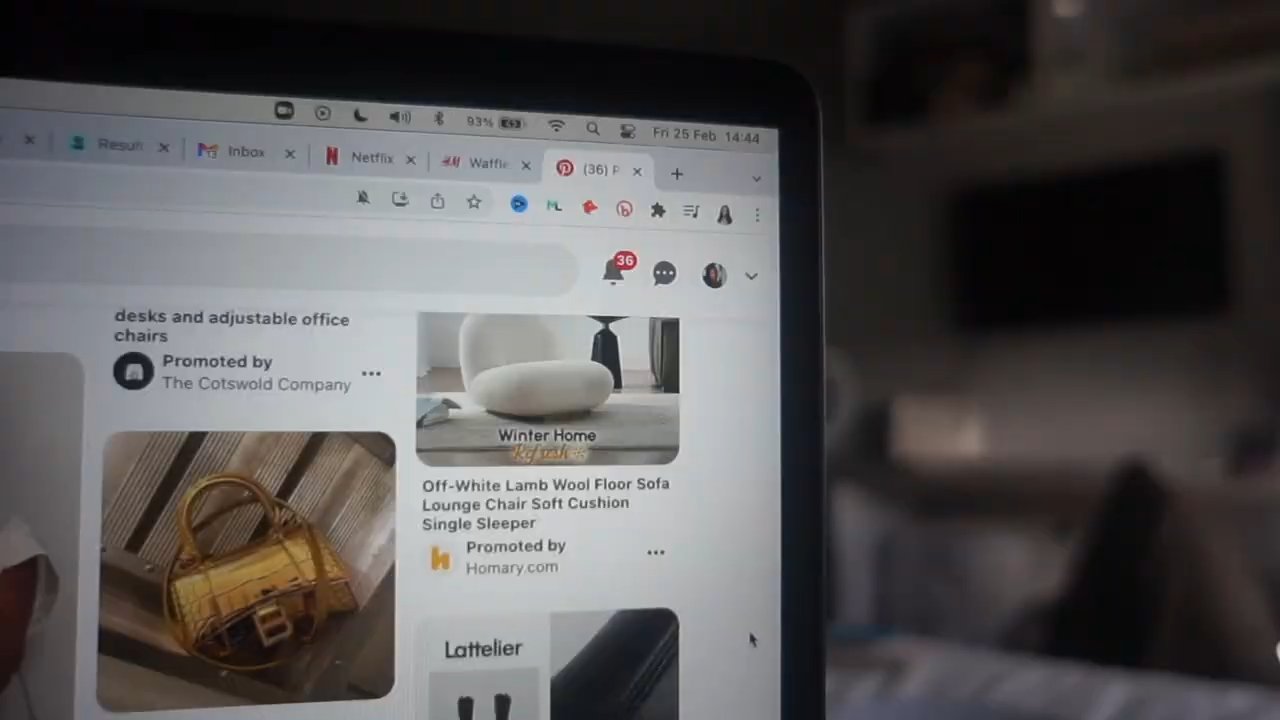 93%
Fri 25 Feb 14:44
Inbox
Netflix
Waffle
(36) P
36
desks and adjustable office
chairs
Promoted by
The Cotswold Company
Winter Home
Refresh
Off-White Lamb Wool Floor Sofa
Lounge Chair Soft Cushion
Single Sleeper
Promoted by
Homary.com
Lattelier